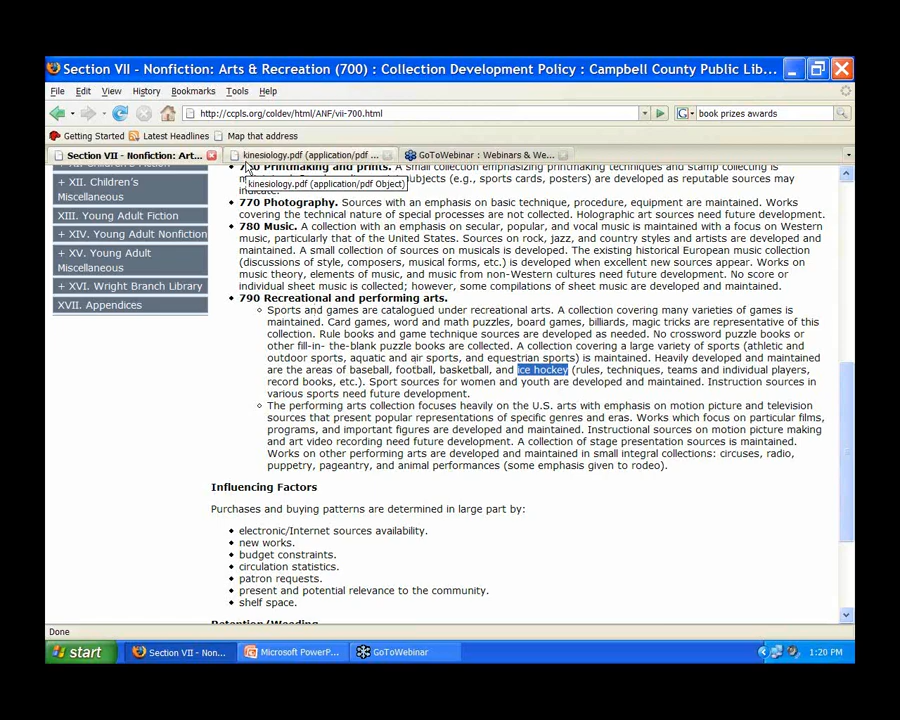 Section VII - Nonfiction: Arts & Recreation (700) : Collection Development Policy : Campbell County Public Lib...
File Edit View History Bookmarks Tools Help
http://ccpls.org/coldev/html/ANF/vii-700.html
book prizes awards
Getting Started Latest Headlines Map that address
Section VII - Nonfiction: Art...
kinesiology.pdf (application/pdf ...
GoToWebinar : Webinars & We...
kinesiology.pdf (application/pdf Object)
+ XII. Children's
Miscellaneous
XIII. Young Adult Fiction
+ XIV. Young Adult Nonfiction
+ XV. Young Adult
Miscellaneous
+ XVI. Wright Branch Library
XVII. Appendices
Printmaking and prints. A small collection emphasizing printmaking techniques and stamp collecting is
(e.g., sports cards, posters) are developed as reputable sources may
770 Photography. Sources with an emphasis on basic technique, procedure, equipment are maintained. Works
covering the technical nature of special processes are not collected. Holographic art sources need future development.
780 Music. A collection with an emphasis on secular, popular, and vocal music is maintained with a focus on Western
music, particularly that of the United States. Sources on rock, jazz, and country styles and artists are developed and
maintained. A small collection of sources on musicals is developed. The existing historical European music collection
(discussions of style, composers, musical forms, etc.) is developed when excellent new sources appear. Works on
music theory, elements of music, and music from non-Western cultures need future development. No score or
individual sheet music is collected; however, some compilations of sheet music are developed and maintained.
790 Recreational and performing arts.
Sports and games are catalogued under recreational arts. A collection covering many varieties of games is
maintained. Card games, word and math puzzles, board games, billiards, magic tricks are representative of this
collection. Rule books and game technique sources are developed as needed. No crossword puzzle books or
other fill-in- the-blank puzzle books are collected. A collection covering a large variety of sports (athletic and
outdoor sports, aquatic and air sports, and equestrian sports) is maintained. Heavily developed and maintained
are the areas of baseball, football, basketball, and ice hockey (rules, techniques, teams and individual players,
record books, etc.). Sport sources for women and youth are developed and maintained. Instruction sources in
various sports need future development.
The performing arts collection focuses heavily on the U.S. arts with emphasis on motion picture and television
sources that present popular representations of specific genres and eras. Works which focus on particular films,
programs, and important figures are developed and maintained. Instructional sources on motion picture making
and art video recording need future development. A collection of stage presentation sources is maintained.
Works on other performing arts are developed and maintained in small integral collections: circuses, radio,
puppetry, pageantry, and animal performances (some emphasis given to rodeo).
Influencing Factors
Purchases and buying patterns are determined in large part by:
electronic/Internet sources availability.
new works.
budget constraints.
circulation statistics.
patron requests.
present and potential relevance to the community.
shelf space.
Retention/Weeding
Done
start
Section VII - Non...
Microsoft PowerP...
GoToWebinar
1:20 PM